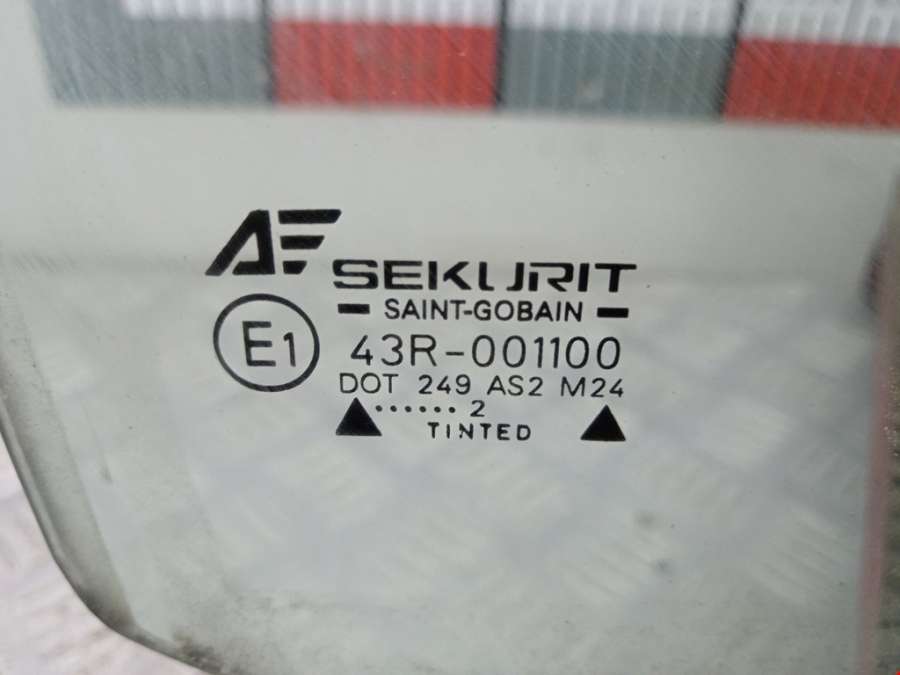 AF
SEKURIT
SAINT-GOBAIN
E1
43R-001100
DOT 249 AS2 M24
...... 2
TINTED